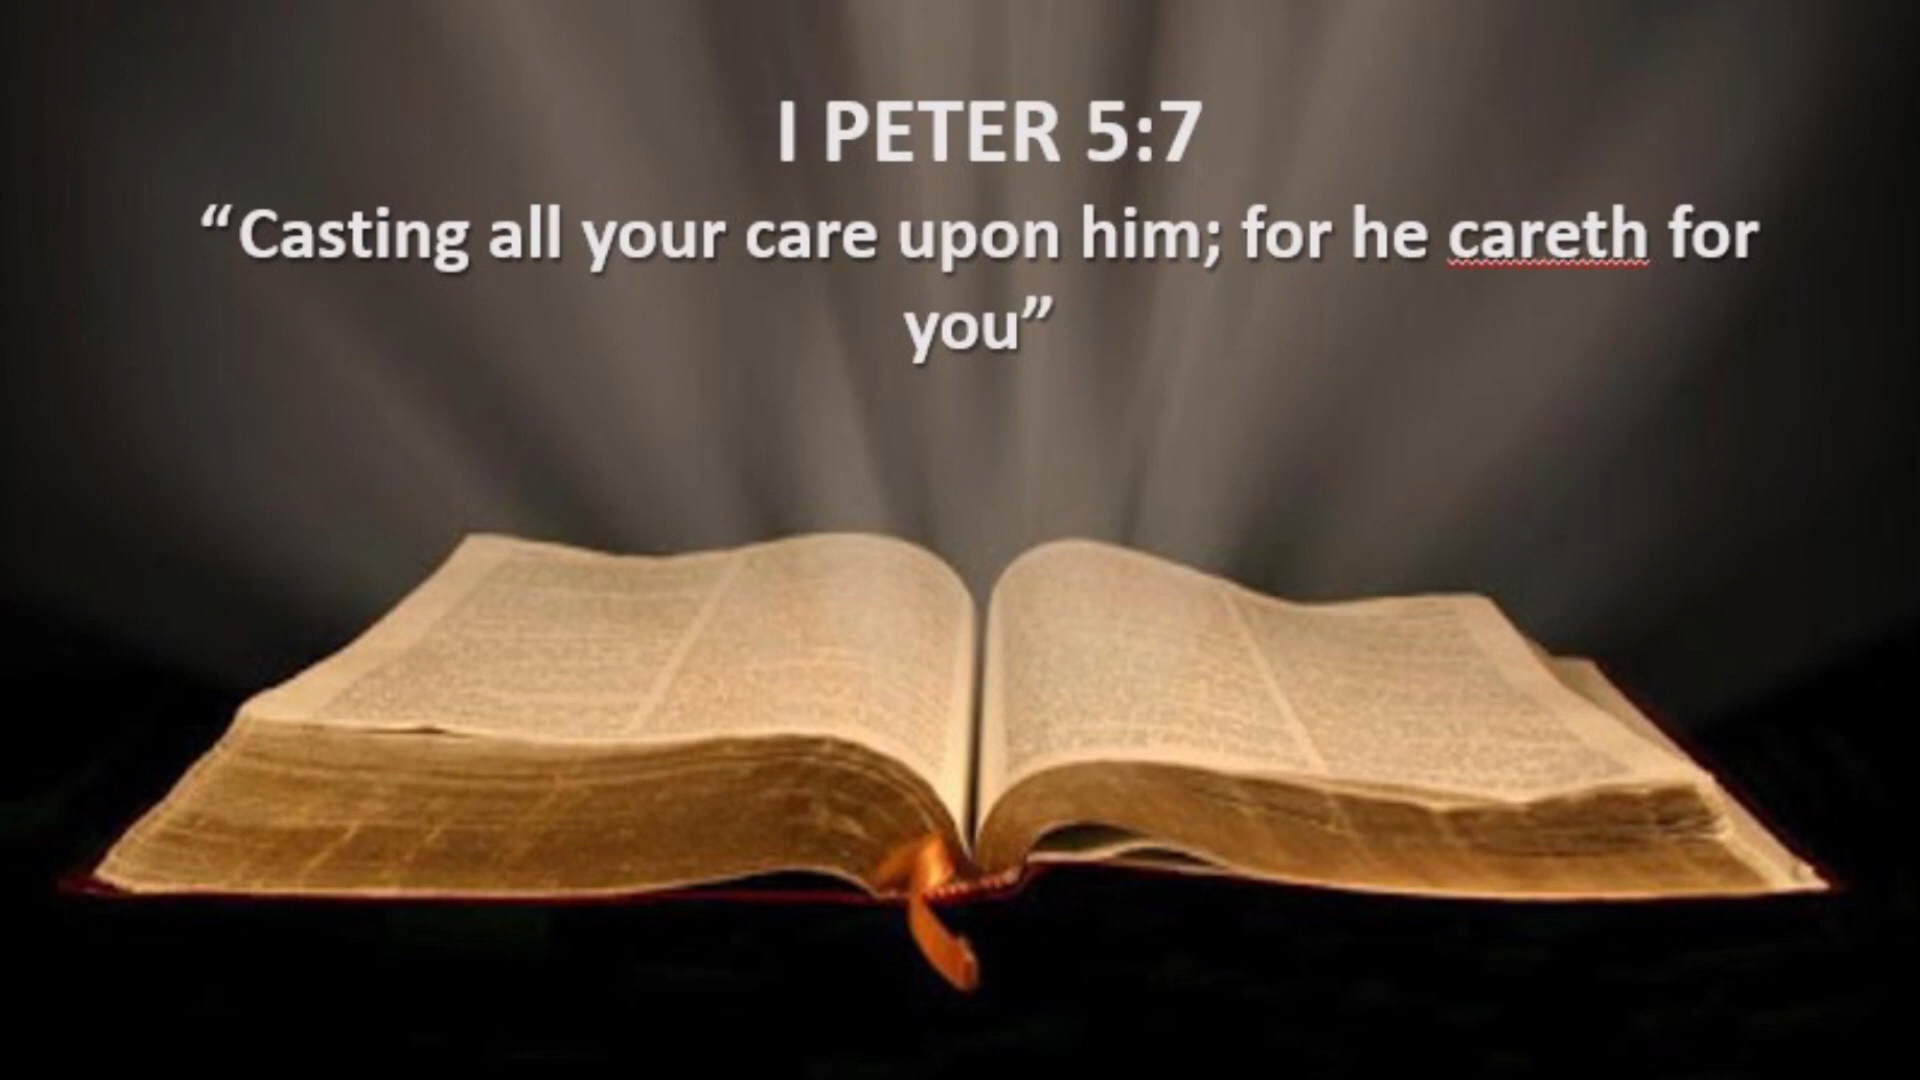 I PETER 5:7
“Casting all your care upon him; for he careth for
you”